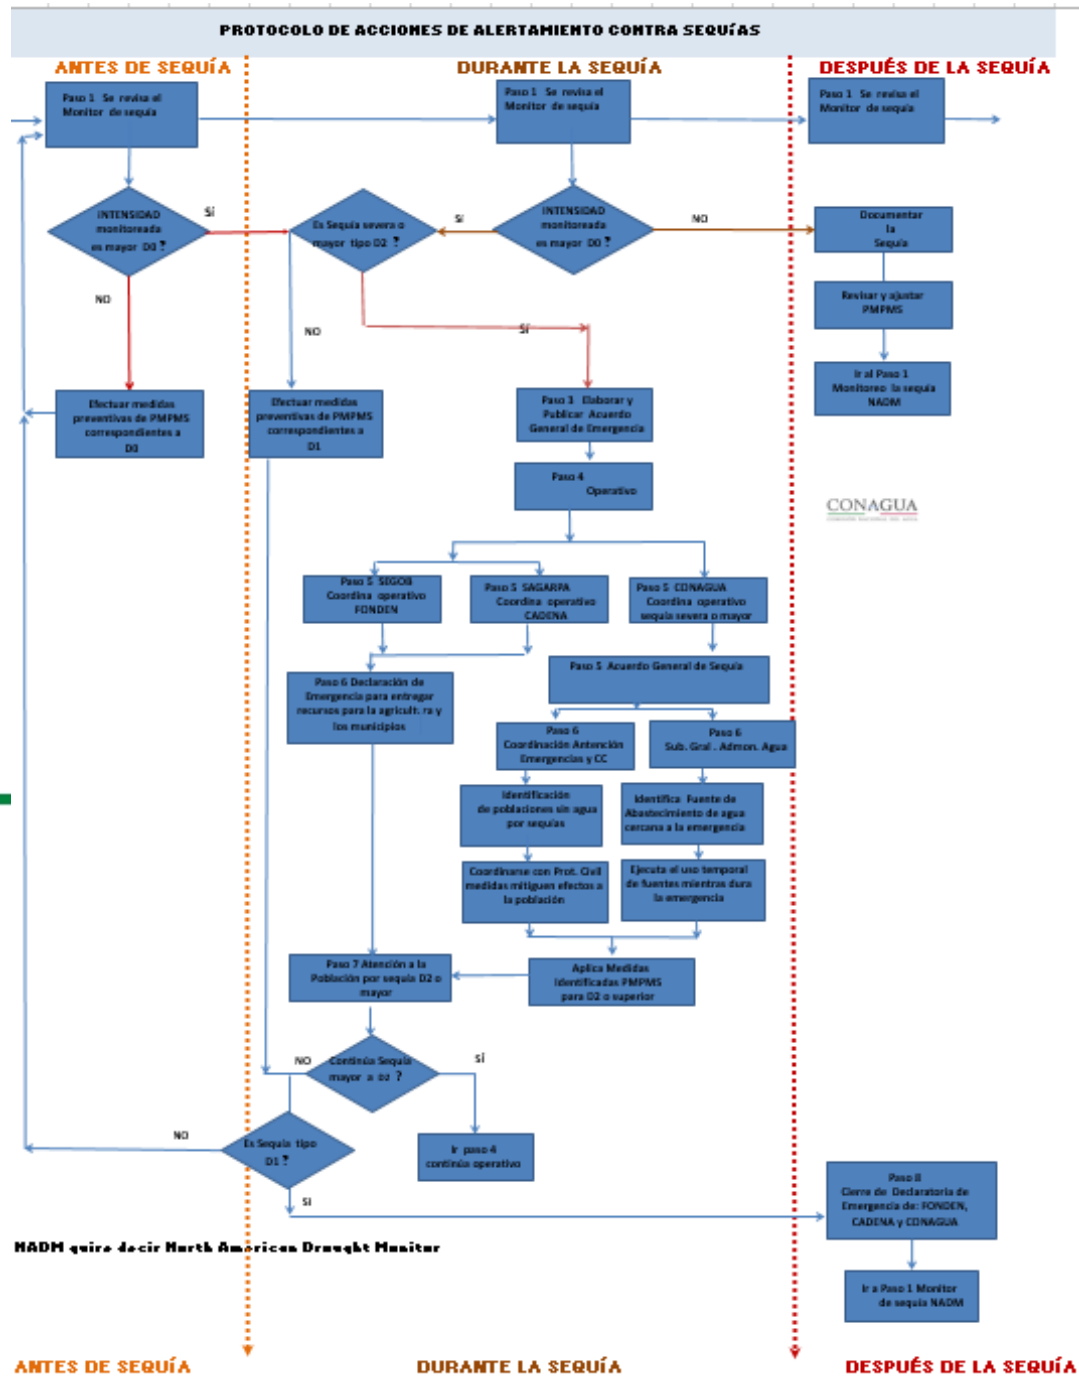 PROTOCOLO DE ACCIONES DE ALERTAMIENTO CONTRA SEQUÍAS
ANTES DE SEQUÍA
DURANTE LA SEQUÍA
DESPUÉS DE LA SEQUÍA
Paso 1 Se revisa el
Monitor de sequía
Paso 1 Se revisa el
Monitor de sequía
Paso 1 Se revisa el
Monitor de sequía
INTENSIDAD
monitoreada
es mayor D0 ?
Sí
Es Sequía severa o
mayor tipo D2 ?
Sí
INTENSIDAD
monitoreada
es mayor D0 ?
NO
Documentar
la
Sequía
NO
NO
Sí
Revisar y ajustar
PMPMS
Ir al Paso 1
Monitoreo la sequía
NADM
Efectuar medidas
preventivas de PMPMS
correspondientes a
D0
Efectuar medidas
preventivas de PMPMS
correspondientes a
D1
Paso 3 Elaborar y
Publicar Acuerdo
General de Emergencia
Paso 4
Operativo
CONAGUA
Paso 5 SEGOB
Coordina operativo
FONDEN
Paso 5 SAGARPA
Coordina operativo
CADENA
Paso 5 CONAGUA
Coordina operativo
sequía severa o mayor
Paso 5 Acuerdo General de Sequía
Paso 6 Declaración de
Emergencia para entregar
recursos para la agricult. ra y
los municipios
Paso 6
Coordinación Antención
Emergencias y CC
Paso 6
Sub. Gral . Admon. Agua
Identificación
de poblaciones sin agua
por sequías
Identifica Fuente de
Abastecimiento de agua
cercana a la emergencia
Coordinarse con Prot. Civil
medidas mitiguen efectos a
la población
Ejecuta el uso temporal
de fuentes mientras dura
la emergencia
Paso 7 Atención a la
Población por sequía D2 o
mayor
Aplica Medidas
Identificadas PMPMS
para D2 o superior
NO
Continúa Sequía
mayor a D2 ?
SÍ
NO
Es Sequía tipo
D1 ?
Ir paso 4
continúa operativo
SI
Paso 8
Cierre de Declaratoria de
Emergencia de: FONDEN,
CADENA y CONAGUA
NADM quire decir North American Drought Monitor
Ir a Paso 1 Monitor
de sequía NADM
ANTES DE SEQUÍA
DURANTE LA SEQUÍA
DESPUÉS DE LA SEQUÍA